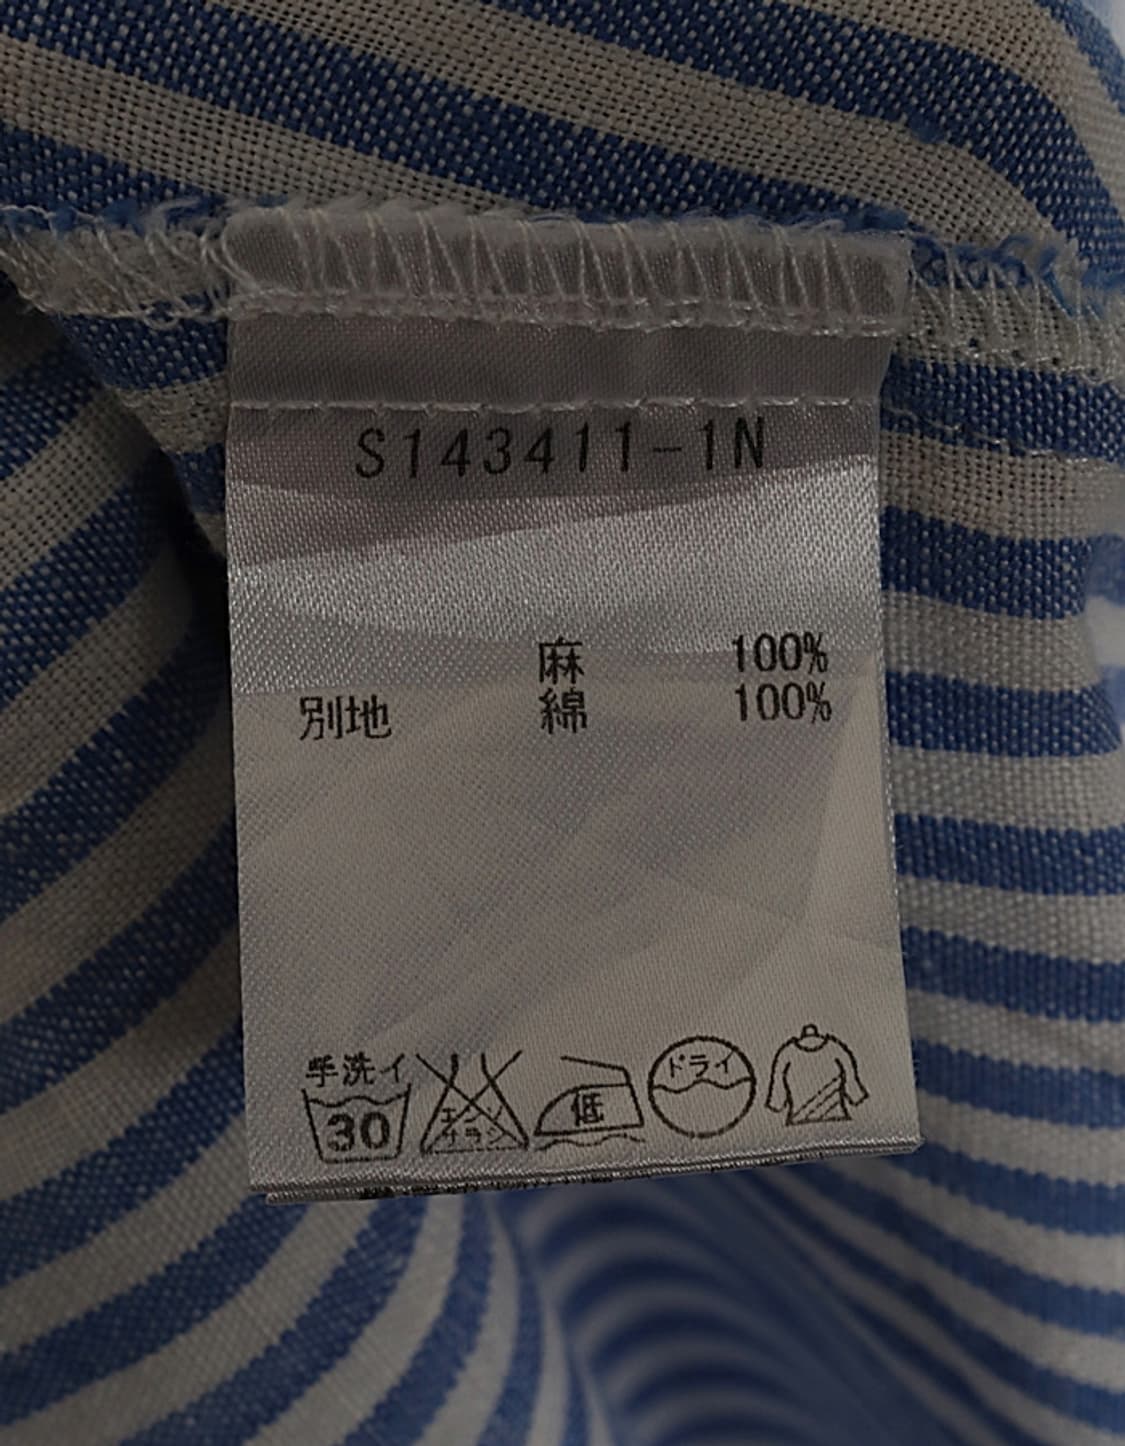 S143411-1N
麻 100%
別地 綿 100%
手洗イ
30
エンソ
サラシ
低
ドライ